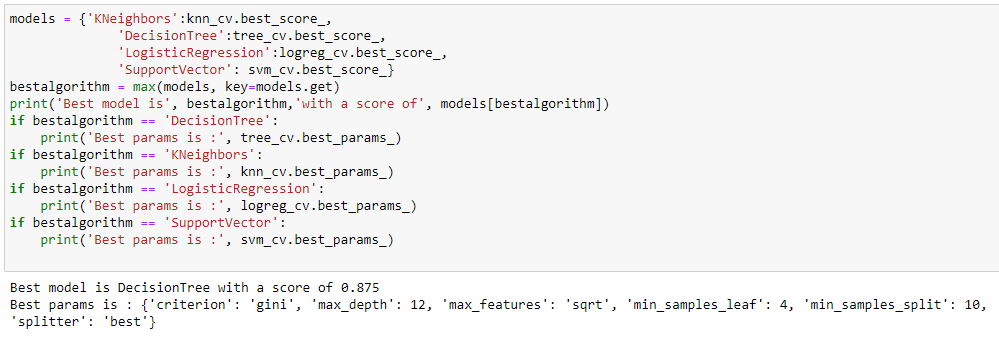 models = {'KNeighbors':knn_cv.best_score_,
              'DecisionTree':tree_cv.best_score_,
              'LogisticRegression':logreg_cv.best_score_,
              'SupportVector': svm_cv.best_score_}
bestalgorithm = max(models, key=models.get)
print('Best model is', bestalgorithm,'with a score of', models[bestalgorithm])
if bestalgorithm == 'DecisionTree':
    print('Best params is :', tree_cv.best_params_)
if bestalgorithm == 'KNeighbors':
    print('Best params is :', knn_cv.best_params_)
if bestalgorithm == 'LogisticRegression':
    print('Best params is :', logreg_cv.best_params_)
if bestalgorithm == 'SupportVector':
    print('Best params is :', svm_cv.best_params_)
Best model is DecisionTree with a score of 0.875
Best params is : {'criterion': 'gini', 'max_depth': 12, 'max_features': 'sqrt', 'min_samples_leaf': 4, 'min_samples_split': 10,
'splitter': 'best'}